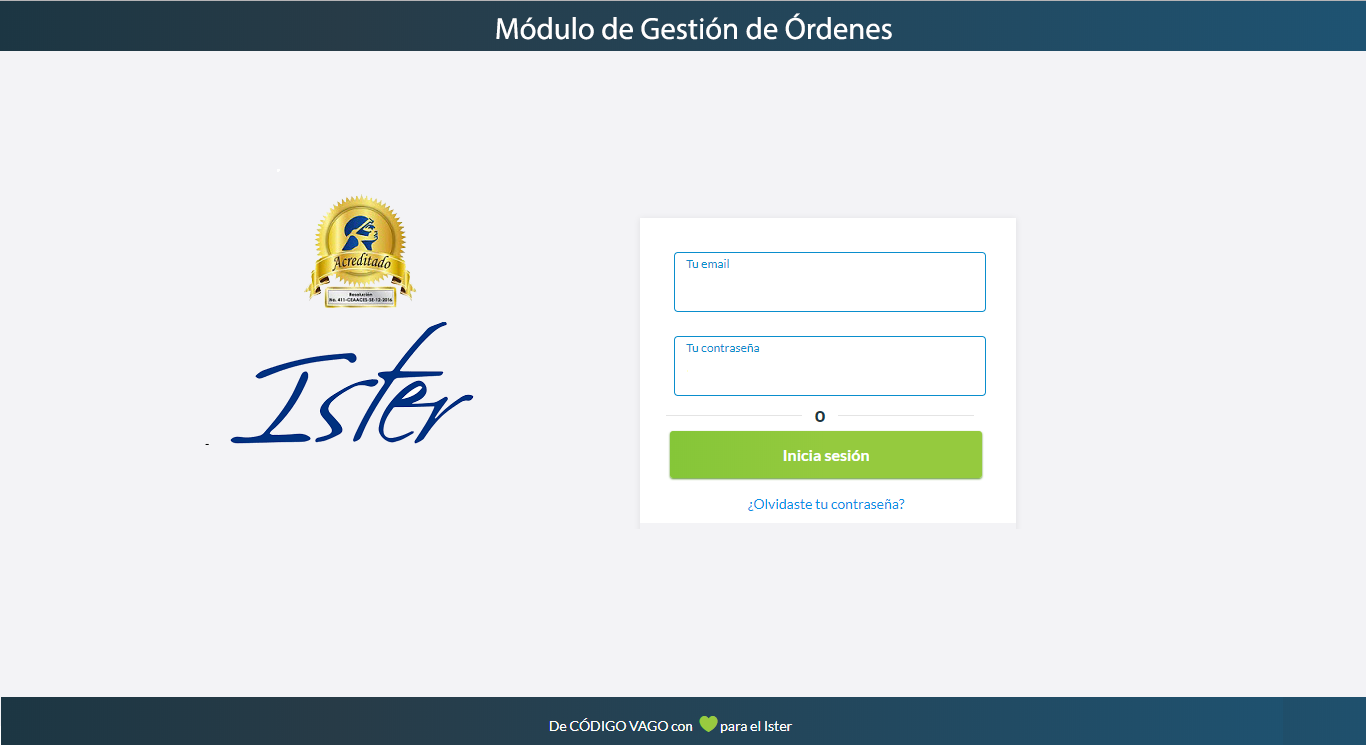 Módulo de Gestión de Órdenes
Acreditado
Resolución
No. 411-CEAACES-SE-12-2016
Ister
Tu email
Tu contraseña
O
Inicia sesión
¿Olvidaste tu contraseña?
De CÓDIGO VAGO con 💚 para el Ister